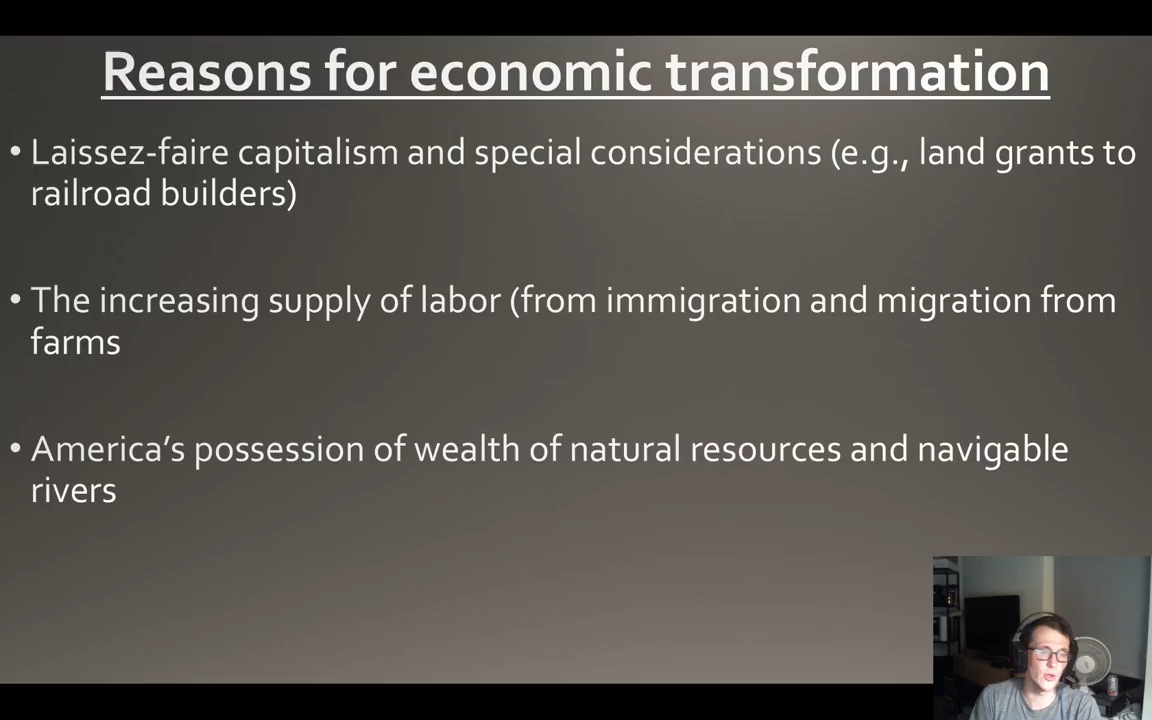 Reasons for economic transformation
• Laissez-faire capitalism and special considerations (e.g., land grants to
railroad builders)
• The increasing supply of labor (from immigration and migration from
farms
• America’s possession of wealth of natural resources and navigable
rivers